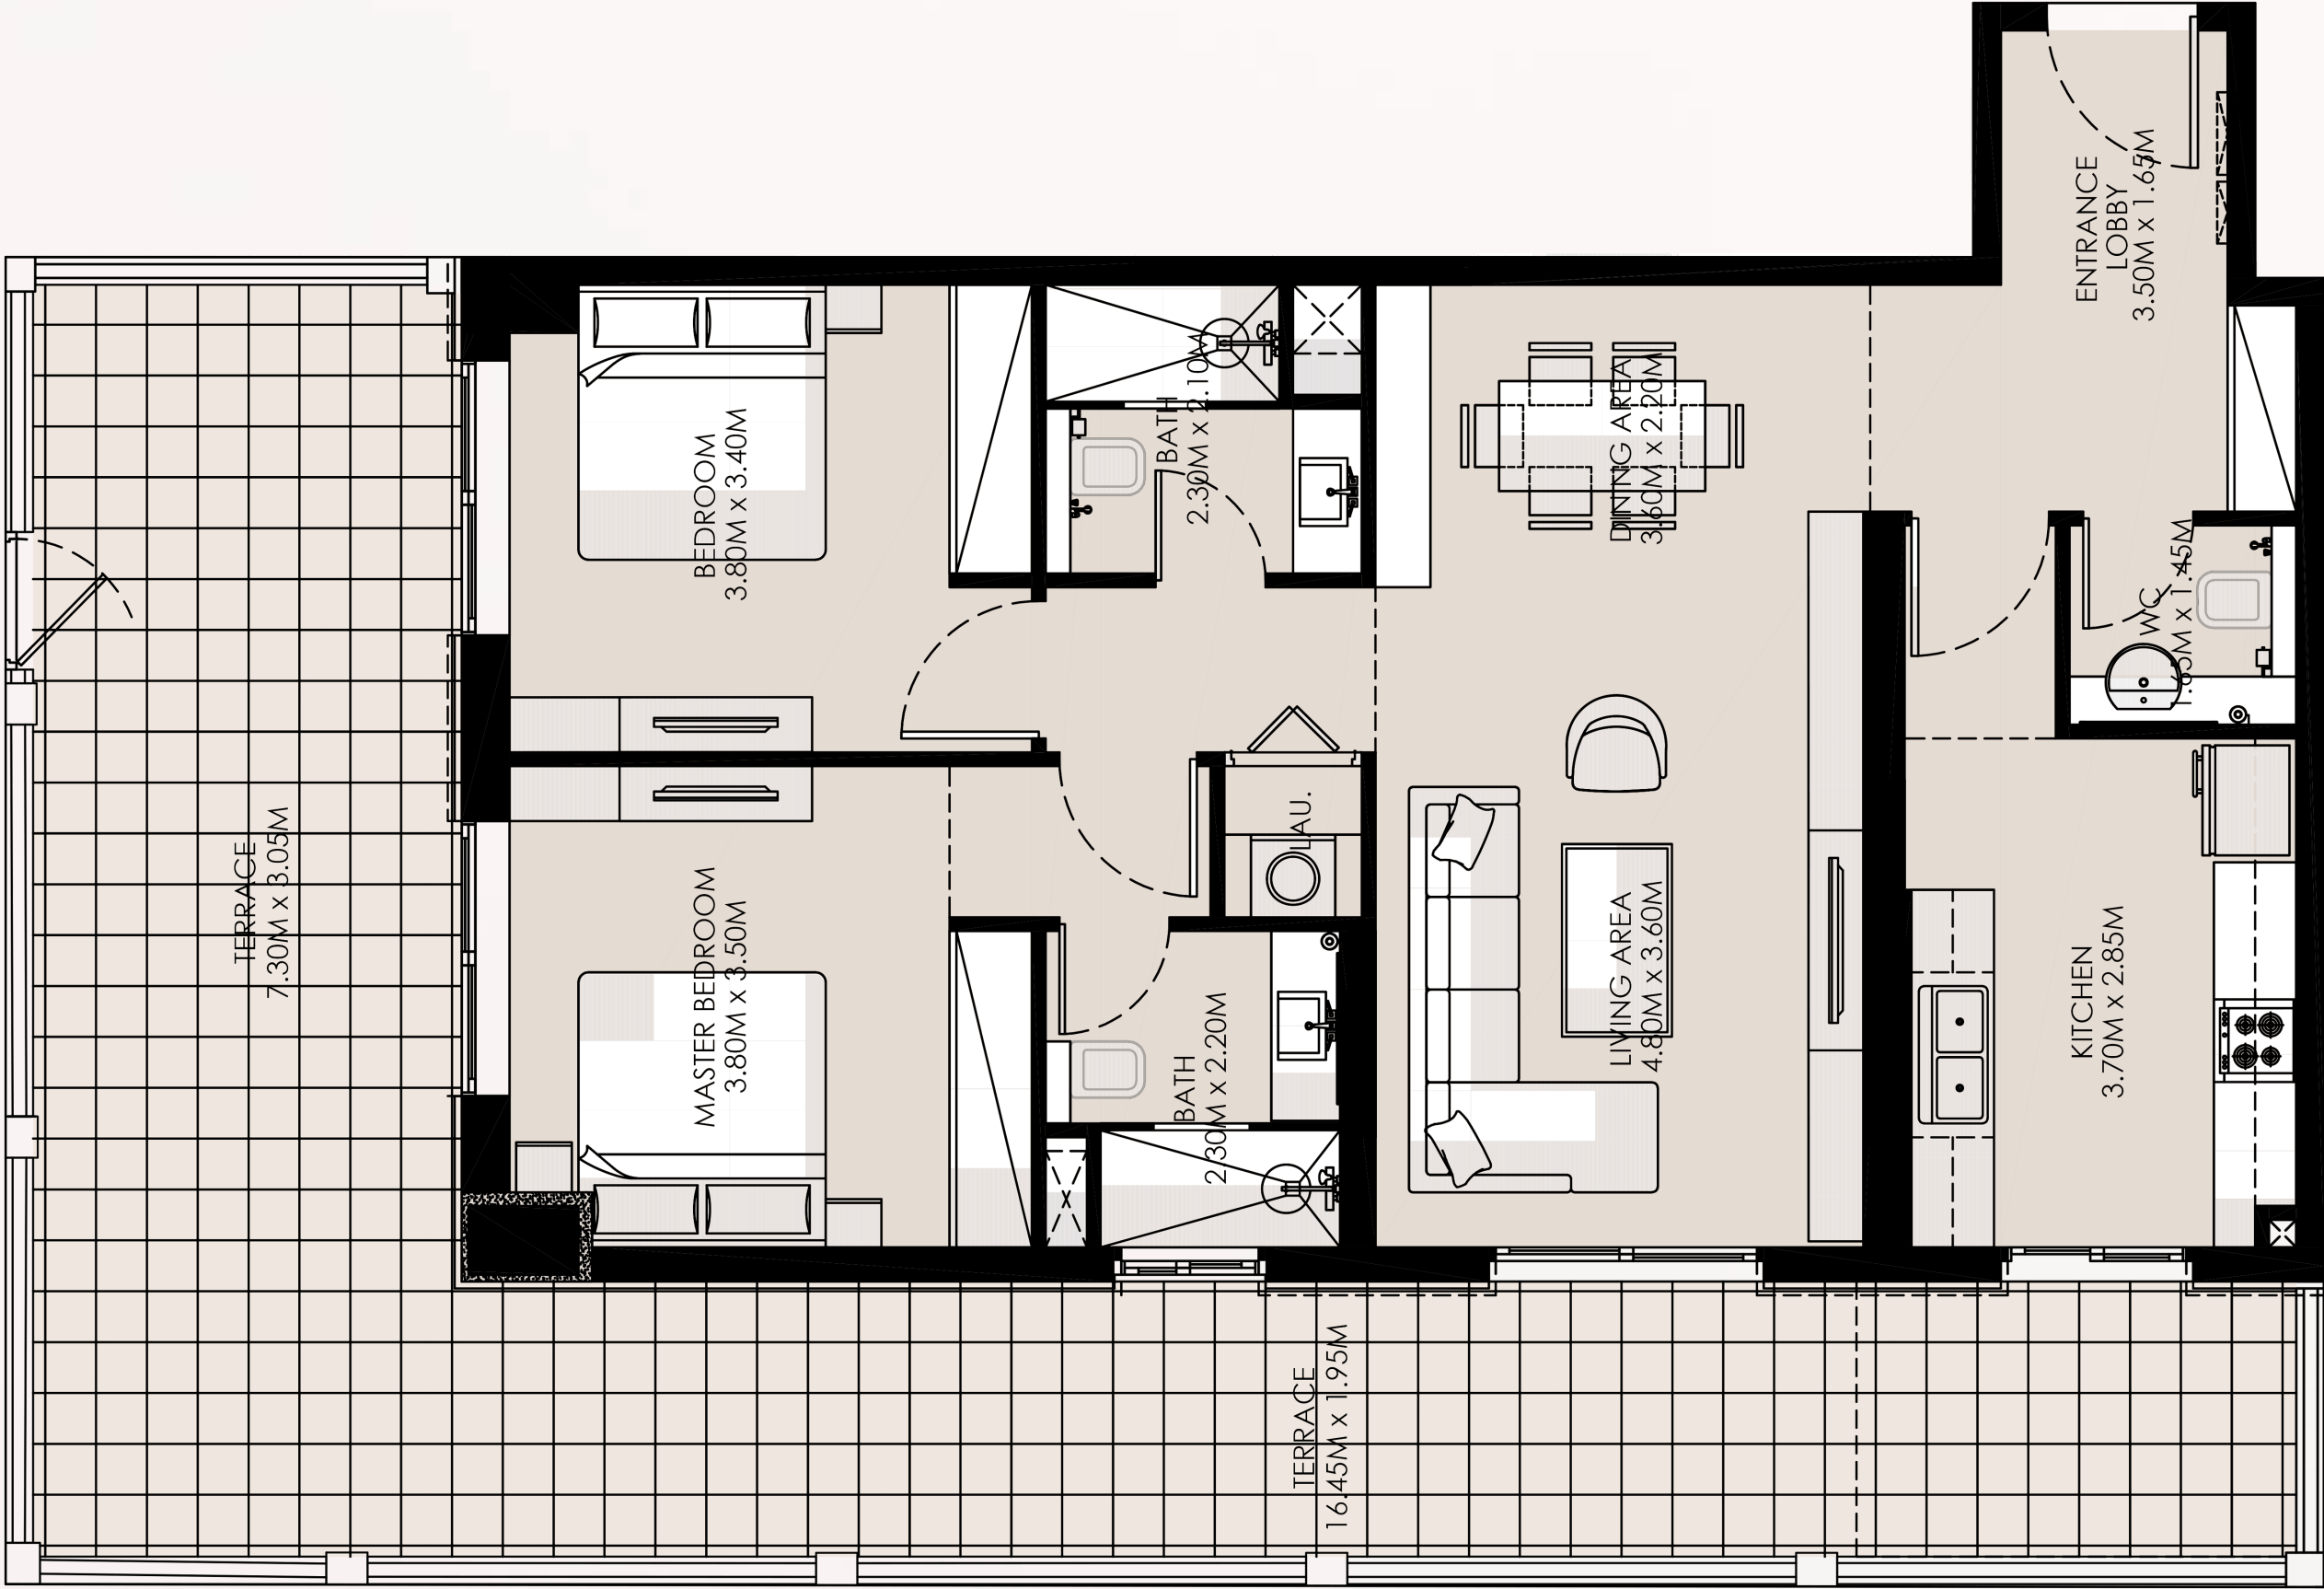 ENTRANCE
LOBBY
3.50M x 1.65M
BEDROOM
3.80M x 3.40M
BATH
2.30M x 2.10M
DINING AREA
3.60M x 2.20M
WC
1.65M x 1.45M
TERRACE
7.30M x 3.05M
MASTER BEDROOM
3.80M x 3.50M
LAU.
BATH
2.30M x 2.20M
LIVING AREA
4.80M x 3.60M
KITCHEN
3.70M x 2.85M
TERRACE
16.45M x 1.95M